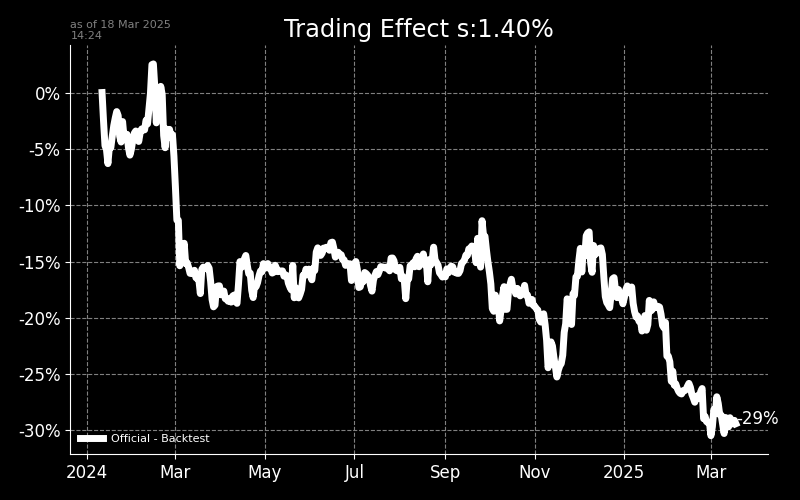 as of 18 Mar 2025
14:24
Trading Effect s:1.40%
0%
-5%
-10%
-15%
-20%
-25%
-30%
-29%
Official - Backtest
2024 Mar May Jul Sep Nov 2025 Mar